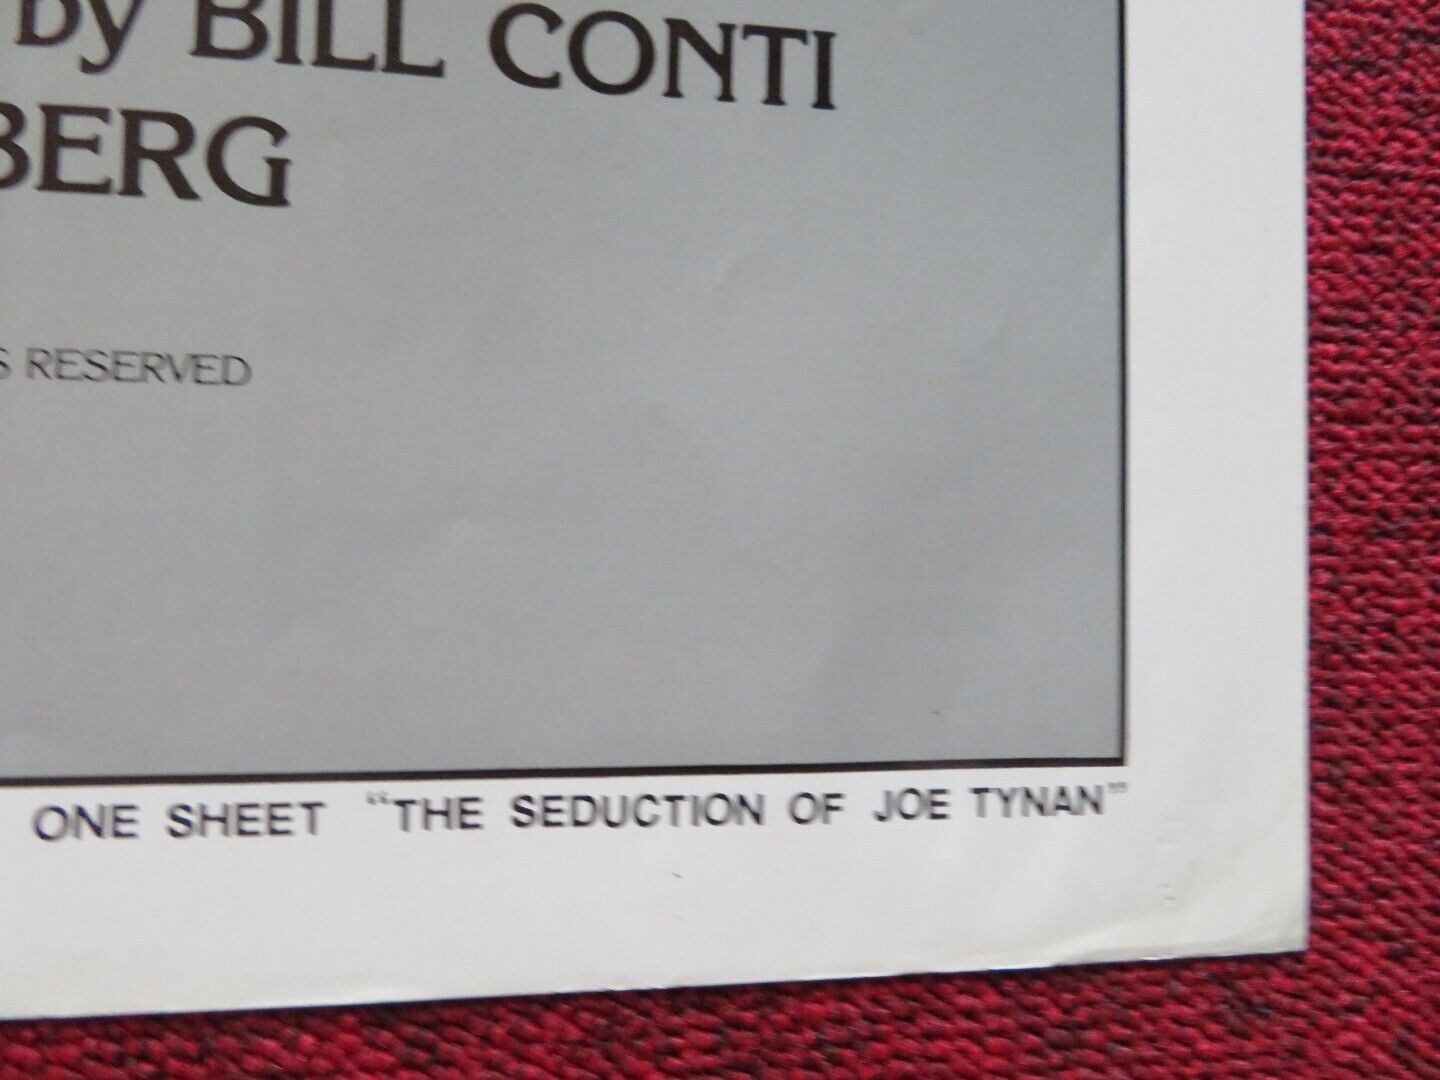 by BILL CONTI
BERG
S RESERVED
ONE SHEET "THE SEDUCTION OF JOE TYNAN"